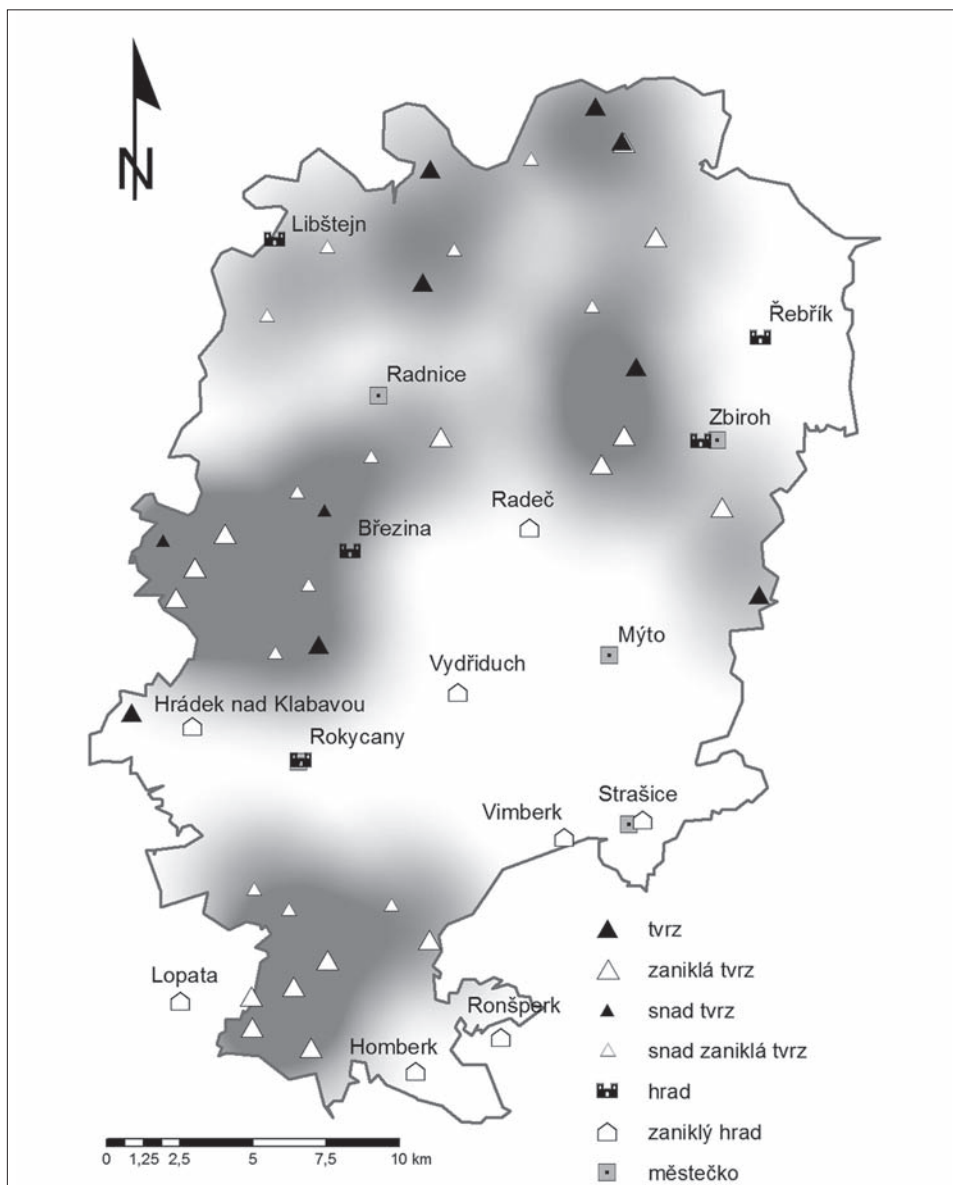 N
Libštejn
Řebřík
Radnice
Zbiroh
Radeč
Březina
Mýto
Vydřiduch
Hrádek nad Klabavou
Rokycany
Strašice
Vimberk
Lopata
Ronšperk
Homberk
tvrz
zaniklá tvrz
snad tvrz
snad zaniklá tvrz
hrad
zaniklý hrad
městečko
0 1,25 2,5 5 7,5 10 km